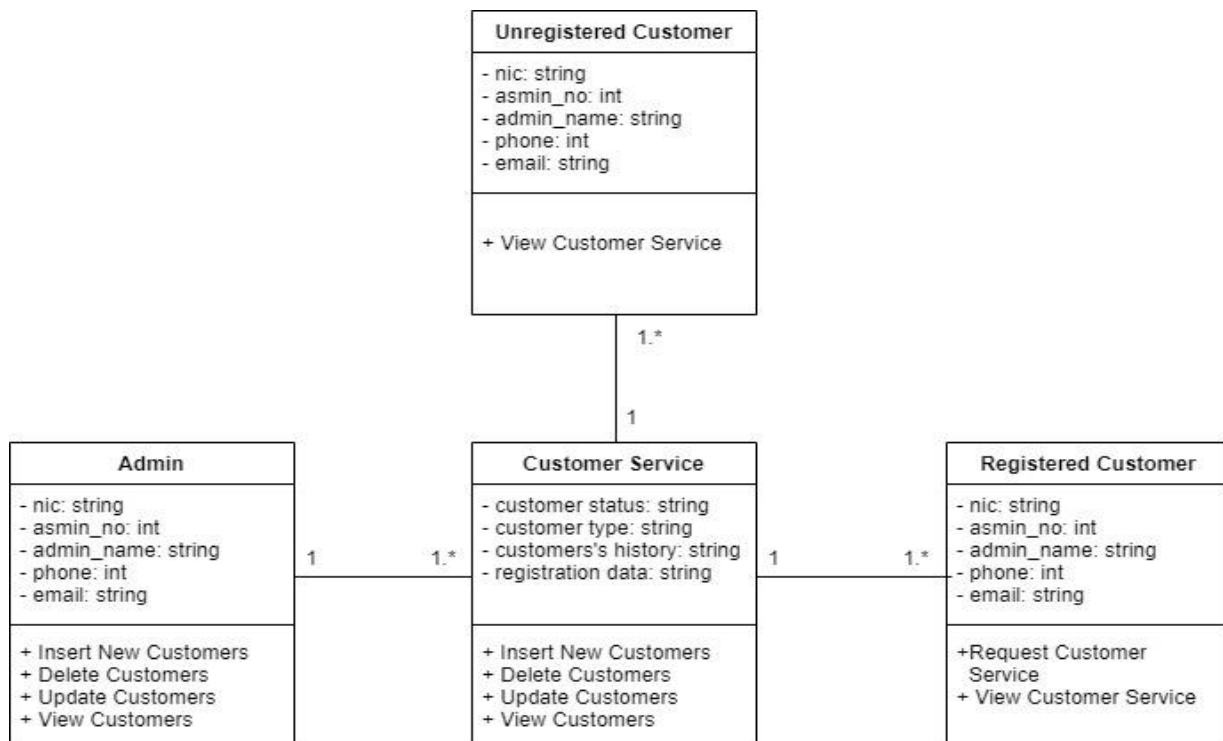 Unregistered Customer
- nic: string
- asmin_no: int
- admin_name: string
- phone: int
- email: string
+ View Customer Service
1.*
1
Admin
- nic: string
- asmin_no: int
- admin_name: string
- phone: int
- email: string
+ Insert New Customers
+ Delete Customers
+ Update Customers
+ View Customers
1
1.*
Customer Service
- customer status: string
- customer type: string
- customers's history: string
- registration data: string
+ Insert New Customers
+ Delete Customers
+ Update Customers
+ View Customers
1
1.*
Registered Customer
- nic: string
- asmin_no: int
- admin_name: string
- phone: int
- email: string
+Request Customer
Service
+ View Customer Service